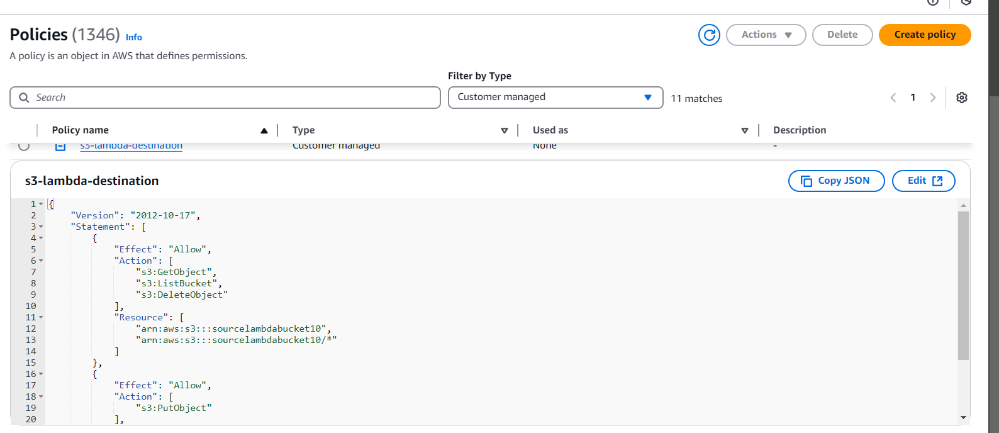 Policies (1346) Info
Actions Delete Create policy
A policy is an object in AWS that defines permissions.
Filter by Type
Search
Customer managed
11 matches
1
Policy name Type Used as Description
s3-lambda-destination Customer managed None -
s3-lambda-destination
Copy JSON Edit
1 {
2 "Version": "2012-10-17",
3 "Statement": [
4 {
5 "Effect": "Allow",
6 "Action": [
7 "s3:GetObject",
8 "s3:ListBucket",
9 "s3:DeleteObject"
10 ],
11 "Resource": [
12 "arn:aws:s3:::sourcelambdabucket10",
13 "arn:aws:s3:::sourcelambdabucket10/*"
14 ]
15 },
16 {
17 "Effect": "Allow",
18 "Action": [
19 "s3:PutObject"
20 ],